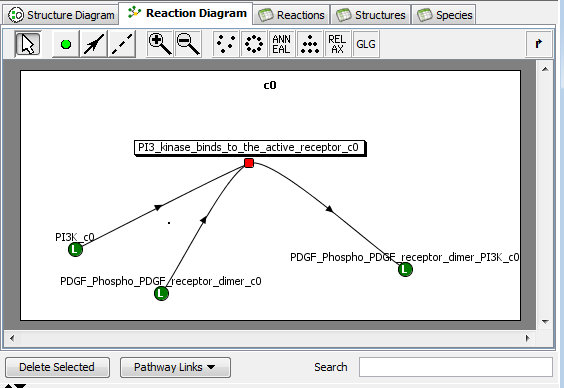 Structure Diagram Reaction Diagram Reactions Structures Species
ANN
EAL
REL
AX
GLG
c0
PI3_kinase_binds_to_the_active_receptor_c0
PI3K_c0
L
PDGF_Phospho_PDGF_receptor_dimer_PI3K_c0
L
PDGF_Phospho_PDGF_receptor_dimer_c0
L
Delete Selected Pathway Links Search